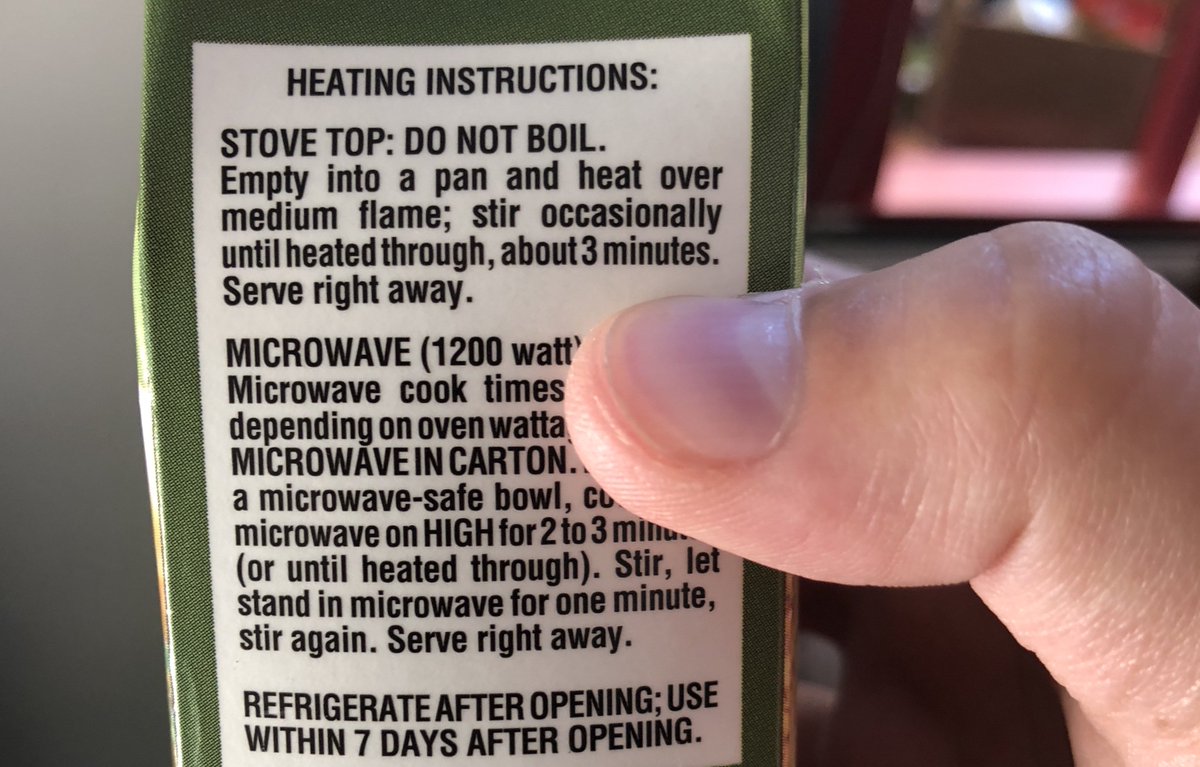 HEATING INSTRUCTIONS:
STOVE TOP: DO NOT BOIL.
Empty into a pan and heat over
medium flame; stir occasionally
until heated through, about 3 minutes.
Serve right away.
MICROWAVE (1200 watt)
Microwave cook times
depending on oven
MICROWAVE IN CARTON.
a microwave-safe bowl,
microwave on HIGH for 2 to 3
(or until heated through). Stir, let
stand in microwave for one minute,
stir again. Serve right away.
REFRIGERATE AFTER OPENING; USE
WITHIN 7 DAYS AFTER OPENING.